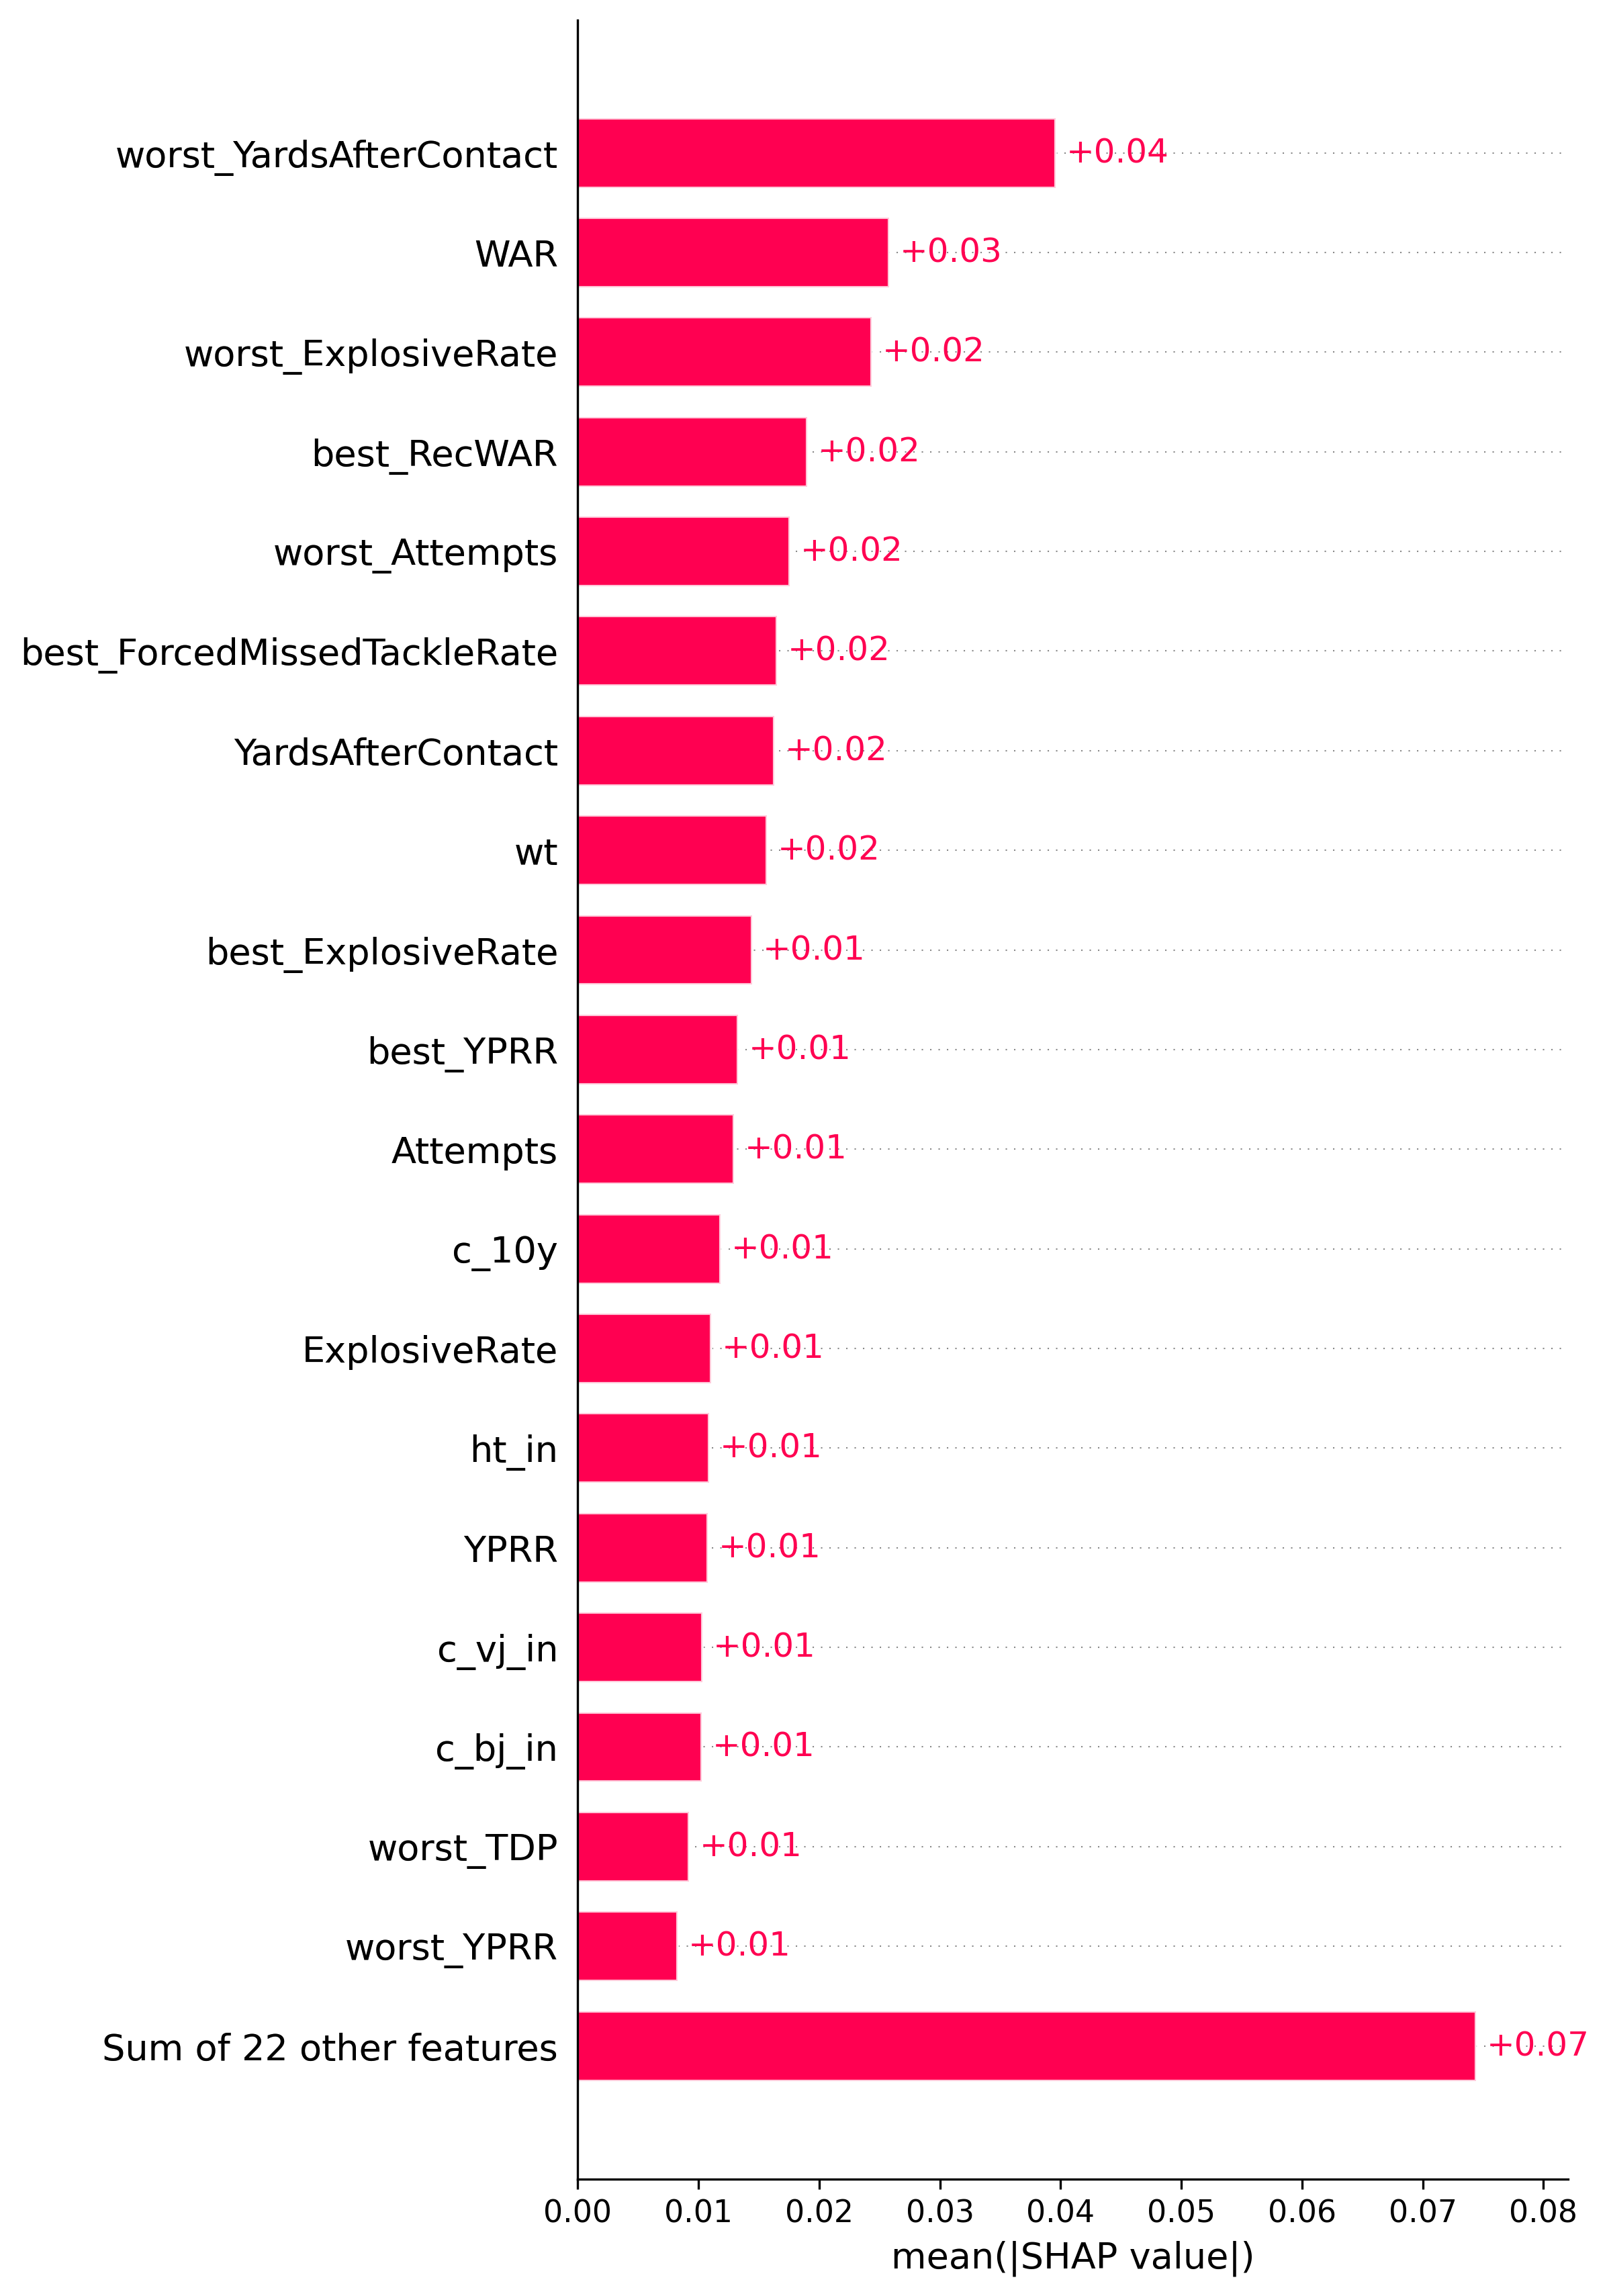 worst_YardsAfterContact +0.04
WAR +0.03
worst_ExplosiveRate +0.02
best_RecWAR +0.02
worst_Attempts +0.02
best_ForcedMissedTackleRate +0.02
YardsAfterContact +0.02
wt +0.02
best_ExplosiveRate +0.01
best_YPRR +0.01
Attempts +0.01
c_10y +0.01
ExplosiveRate +0.01
ht_in +0.01
YPRR +0.01
c_vj_in +0.01
c_bj_in +0.01
worst_TDP +0.01
worst_YPRR +0.01
Sum of 22 other features +0.07
0.00 0.01 0.02 0.03 0.04 0.05 0.06 0.07 0.08
mean(|SHAP value|)